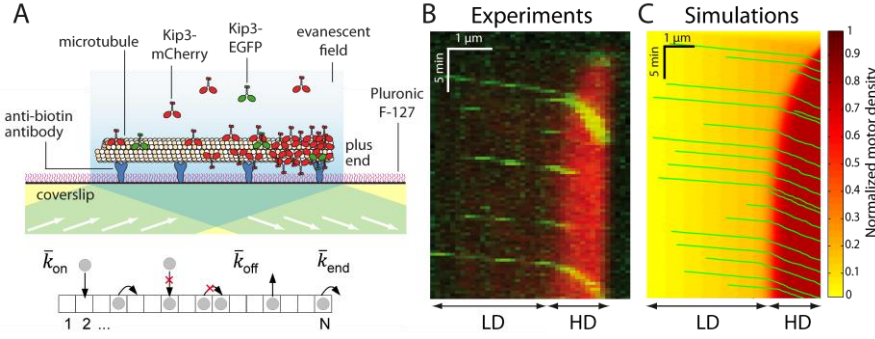 A
microtubule
Kip3-
mCherry
Kip3-
EGFP
evanescent
field
anti-biotin
antibody
Pluronic
F-127
plus
end
coverslip
k̄on
k̄off
k̄end
1 2 ... N
B Experiments
1 µm
5 min
LD HD
C Simulations
1 µm
5 min
LD HD
1
0.9
0.8
0.7
0.6
0.5
0.4
0.3
0.2
0.1
0
Normalized motor density